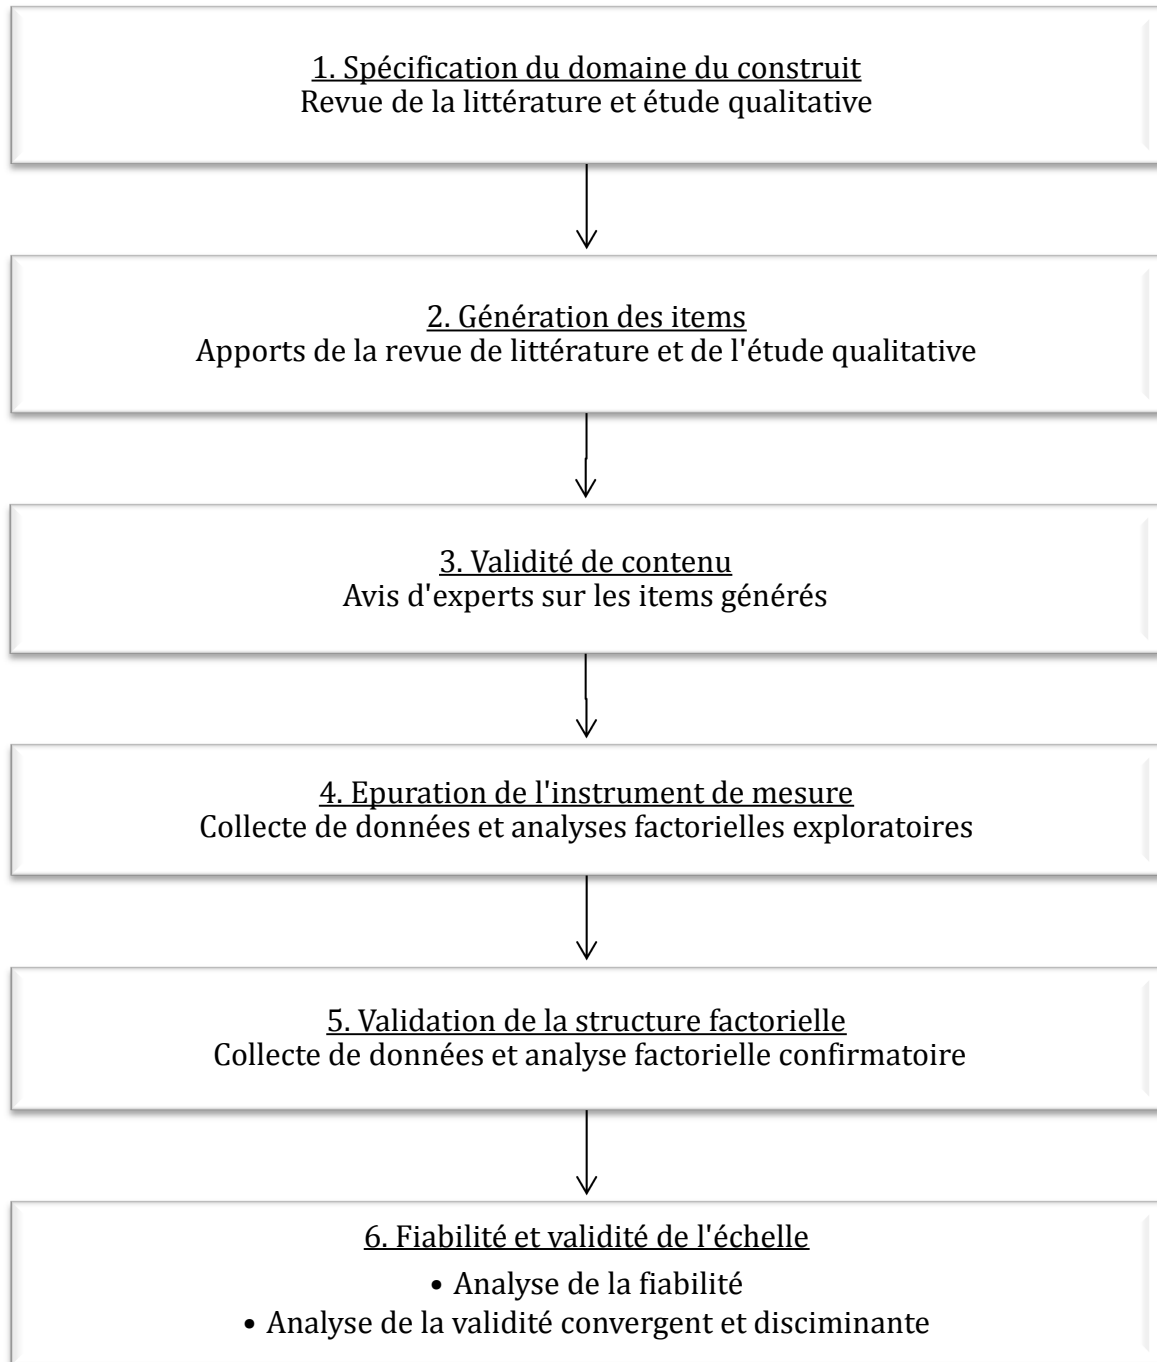 1. Spécification du domaine du construit
Revue de la littérature et étude qualitative
2. Génération des items
Apports de la revue de littérature et de l'étude qualitative
3. Validité de contenu
Avis d'experts sur les items générés
4. Epuration de l'instrument de mesure
Collecte de données et analyses factorielles exploratoires
5. Validation de la structure factorielle
Collecte de données et analyse factorielle confirmatoire
6. Fiabilité et validité de l'échelle
• Analyse de la fiabilité
• Analyse de la validité convergent et disciminante